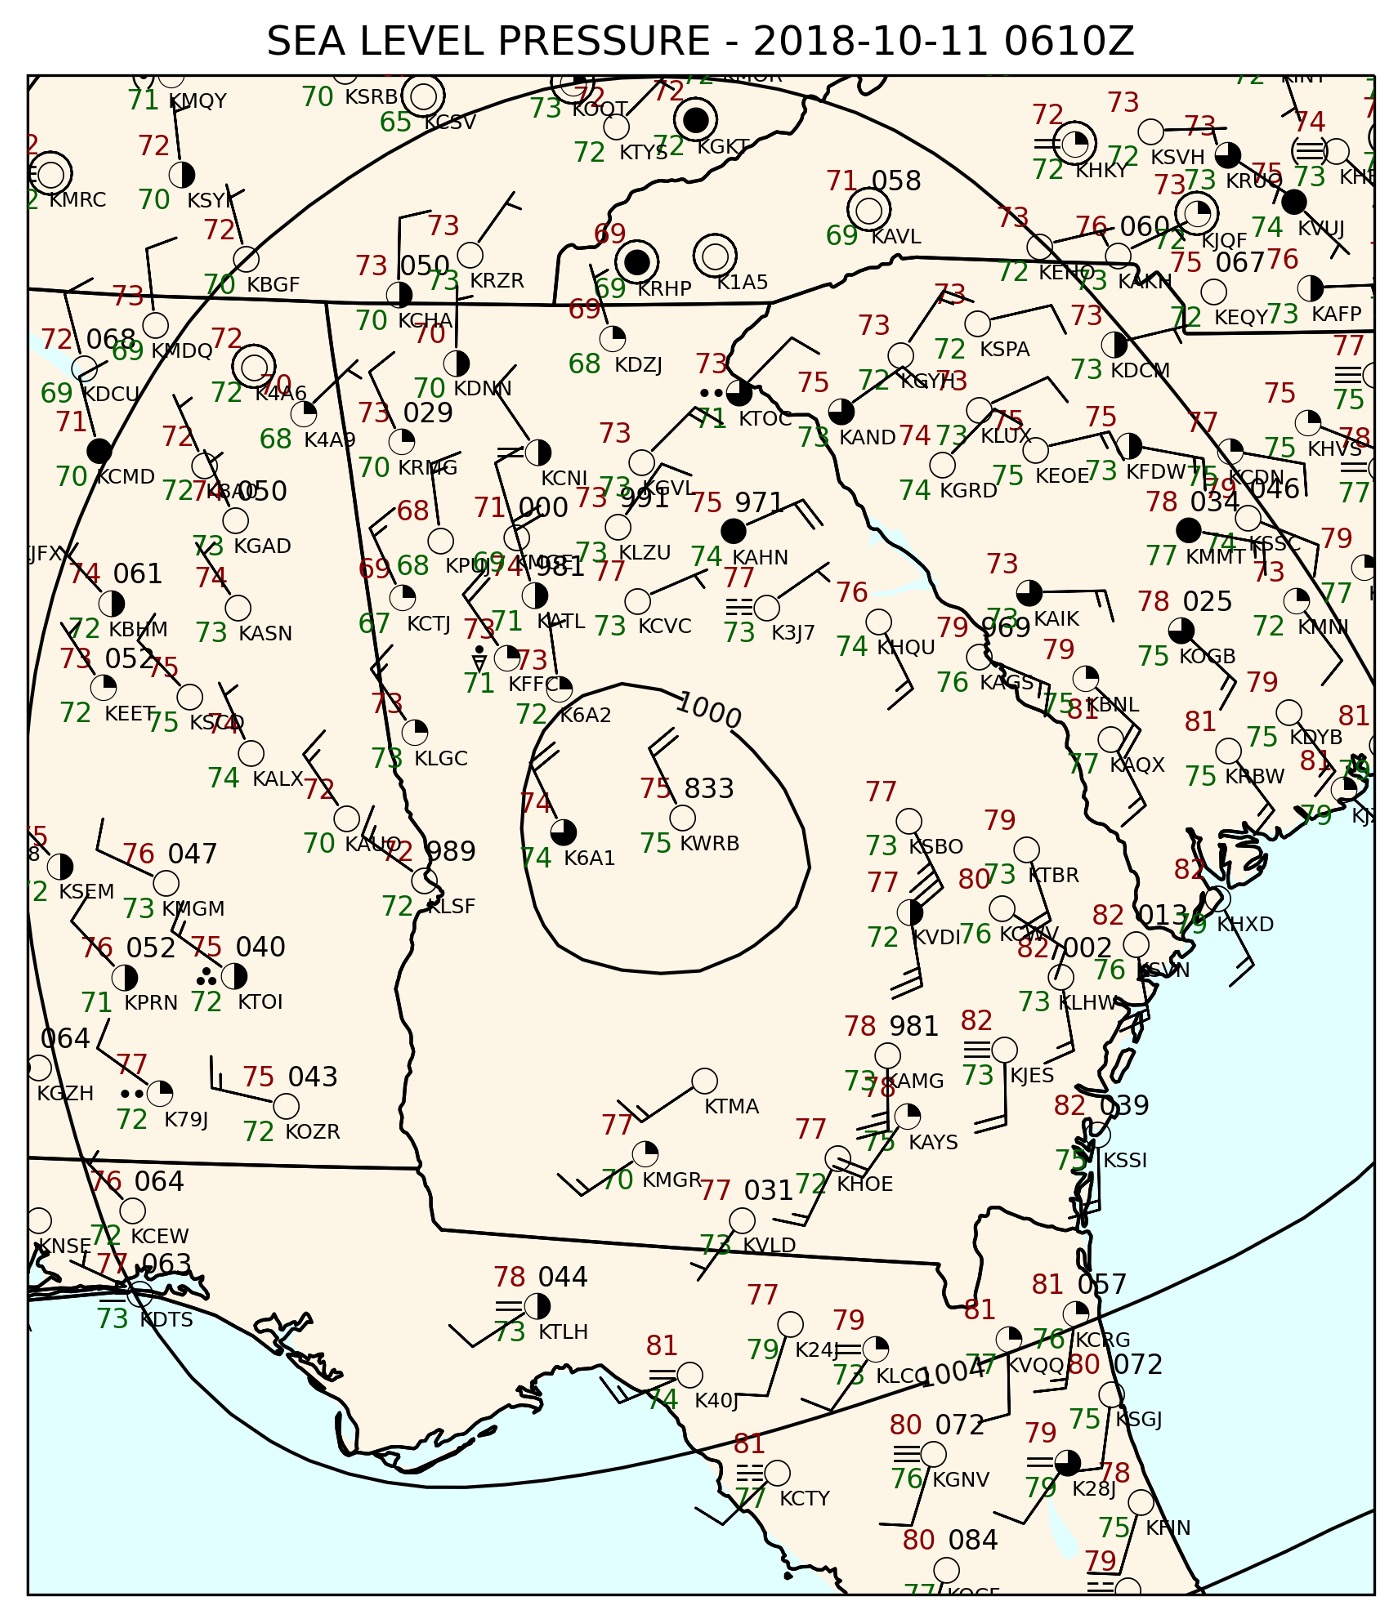 SEA LEVEL PRESSURE - 2018-10-11 0610Z
71 KMQY
70 KSRB
65 KCSV
73 KOQT
72
72 KTYS
72
72 KGKT
72
72 KHKY
73
72 KSVH
73
73 KRUQ
74
73
KMRC
72
70 KSYI
71 058
69 KAVL
73
72 KJQF
75
74 KVUJ
72
70 KBGF
73 050
70 KCHA
73
73 KRZR
69
69 KRHP
K1A5
73
72 KEHO
76 060
73 KAKH
75 067
72 KEQY
76
73 KAFP
73
69 KMDQ
72 068
69 KDCU
72
72 K4A6
70
68 K4A9
70
70 KDNN
69
68 KDZJ
73
71 KTOC
73
72 KGYH
73
72 KSPA
73
73 KDCM
77
75
71
70 KCMD
72
72 KBAQ
73 029
70 KRMG
KCNI
73
73 KGVL
75
73 KAND
73
73 KLUX
74
74 KGRD
75
75 KEOE
75
73 KFDW
77
75 KCDN
75
75 KHVS
78
77
74 050
73 KGAD
68
68 KPUJ
71 000
69 KMGE
73 991
73 KLZU
75 971
74 KAHN
78 034
77 KMMT
79 046
74 KSSC
79
77
KJFX
74 061
72 KBHM
74
73 KASN
69
67 KCTJ
74 981
71 KATL
77
73 KCVC
77
73 K3J7
76
74 KHQU
73
73 KAIK
78 025
75 KOGB
73
72 KMNI
73 052
72 KEET
75
75 KSCD
73
71 KFFC
73
72 K6A2
79 969
76 KAGS
79
75 KBNL
79
75 KDYB
74
74 KALX
73
73 KLGC
1000
81
77 KAQX
81
75 KRBW
81
79
81
79
72
70 KAUO
74
74 K6A1
75 833
75 KWRB
77
73 KSBO
79
73 KTBR
KSEM
76 047
73 KMGM
72 989
72 KLSF
77
72 KVDI
80
76 KCWV
82
79 KHXD
76 052
71 KPRN
75 040
72 KTOI
82 002
73 KLHW
82 013
76 KSVN
064
KGZH
77
72 K79J
75 043
72 KOZR
KTMA
78 981
73 KAMG
82
73 KJES
78
75 KAYS
82 039
75 KSSI
77
70 KMGR
77
72 KHOE
76 064
72 KCEW
77 031
73 KVLD
KNSE
77 063
73 KDTS
78 044
73 KTLH
77
79 K24J
79
73 KLCQ
81
77 KVQQ
81 057
76 KCRG
81
74 K40J
1004
80 072
75 KSGJ
81
77 KCTY
80 072
76 KGNV
79
79 K28J
78
75 KFIN
80 084
77
79